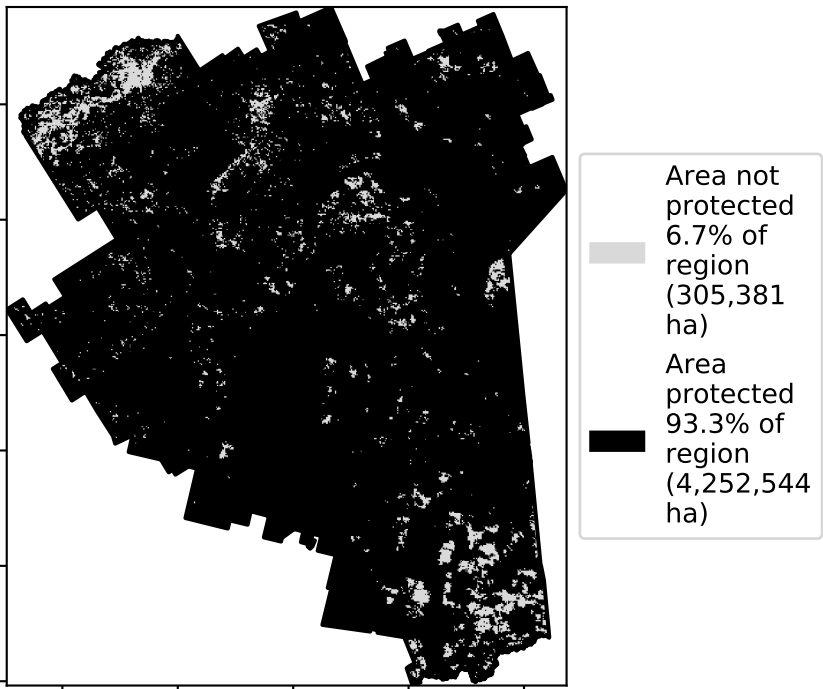 Area not
protected
6.7% of
region
(305,381
ha)
Area
protected
93.3% of
region
(4,252,544
ha)